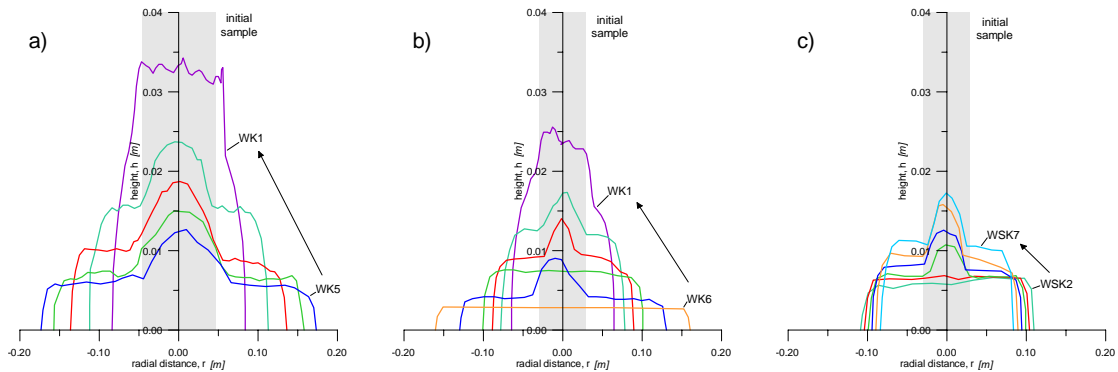 a)
0.04
0.03
0.02
0.01
0.00
height, h [m]
initial
sample
WK1
WK5
-0.20
-0.10
0.00
0.10
0.20
radial distance, r [m]
b)
0.04
0.03
0.02
0.01
0.00
height, h [m]
initial
sample
WK1
WK6
-0.20
-0.10
0.00
0.10
0.20
radial distance, r [m]
c)
0.04
0.03
0.02
0.01
0.00
height, h [m]
initial
sample
WSK7
WSK2
-0.20
-0.10
0.00
0.10
0.20
radial distance, r [m]